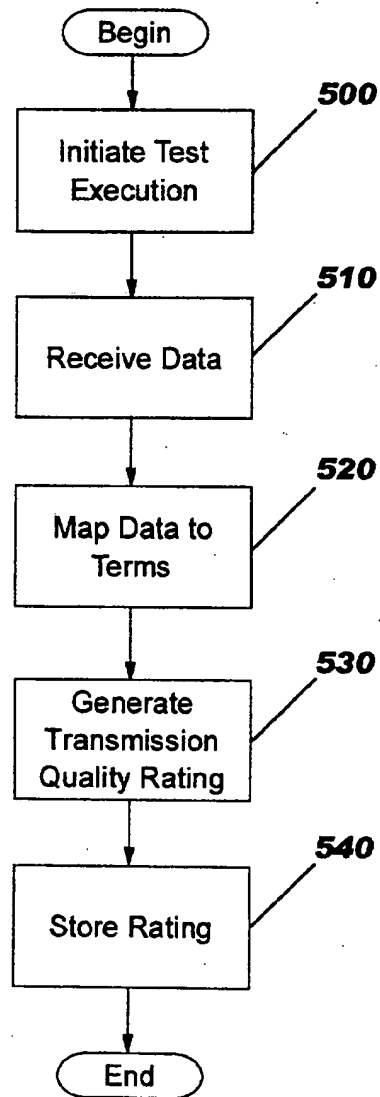 Begin
500
Initiate Test
Execution
510
Receive Data
520
Map Data to
Terms
530
Generate
Transmission
Quality Rating
540
Store Rating
End